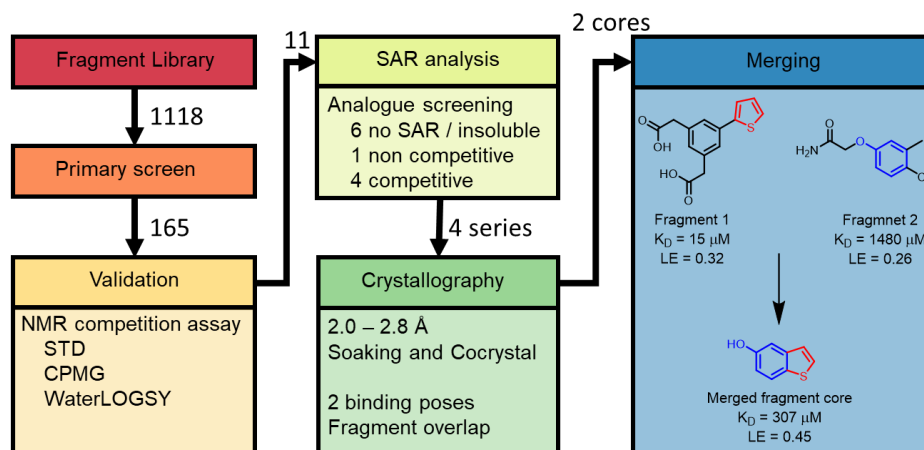 Fragment Library
1118
Primary screen
165
Validation
NMR competition assay
STD
CPMG
WaterLOGSY
11
SAR analysis
Analogue screening
6 no SAR / insoluble
1 non competitive
4 competitive
4 series
Crystallography
2.0 – 2.8 Å
Soaking and Cocrystal
2 binding poses
Fragment overlap
2 cores
Merging
S
O
OH
O
OH
Fragment 1
K_D = 15 μM
LE = 0.32
O
H₂N
O
Fragmnet 2
K_D = 1480 μM
LE = 0.26
HO
S
Merged fragment core
K_D = 307 μM
LE = 0.45